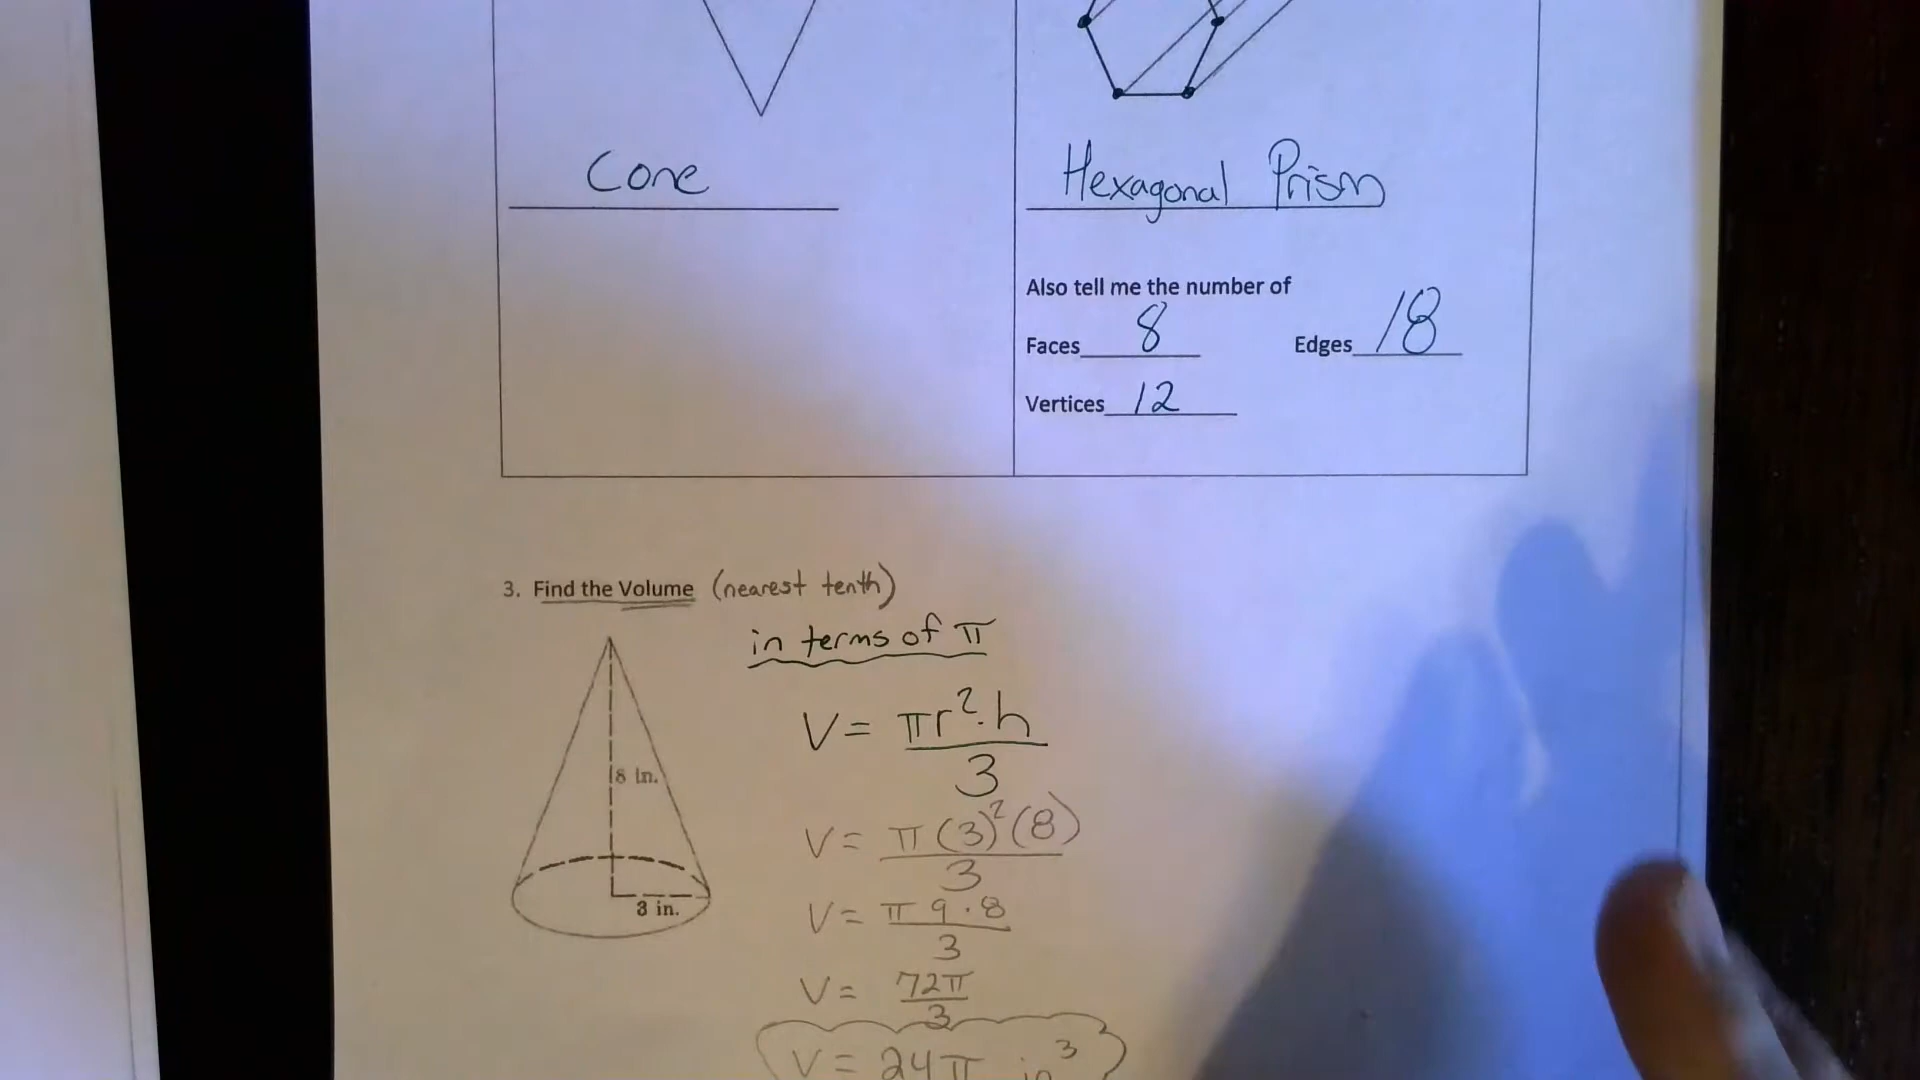 Cone
Hexagonal Prism
Also tell me the number of
Faces 8 Edges 18
Vertices 12
3. Find the Volume (nearest tenth)
in terms of π
V = πr²·h
3
8 in.
V = π(3)²(8)
3
3 in.
V = π 9·8
3
V = 72π
3
V = 24π in³